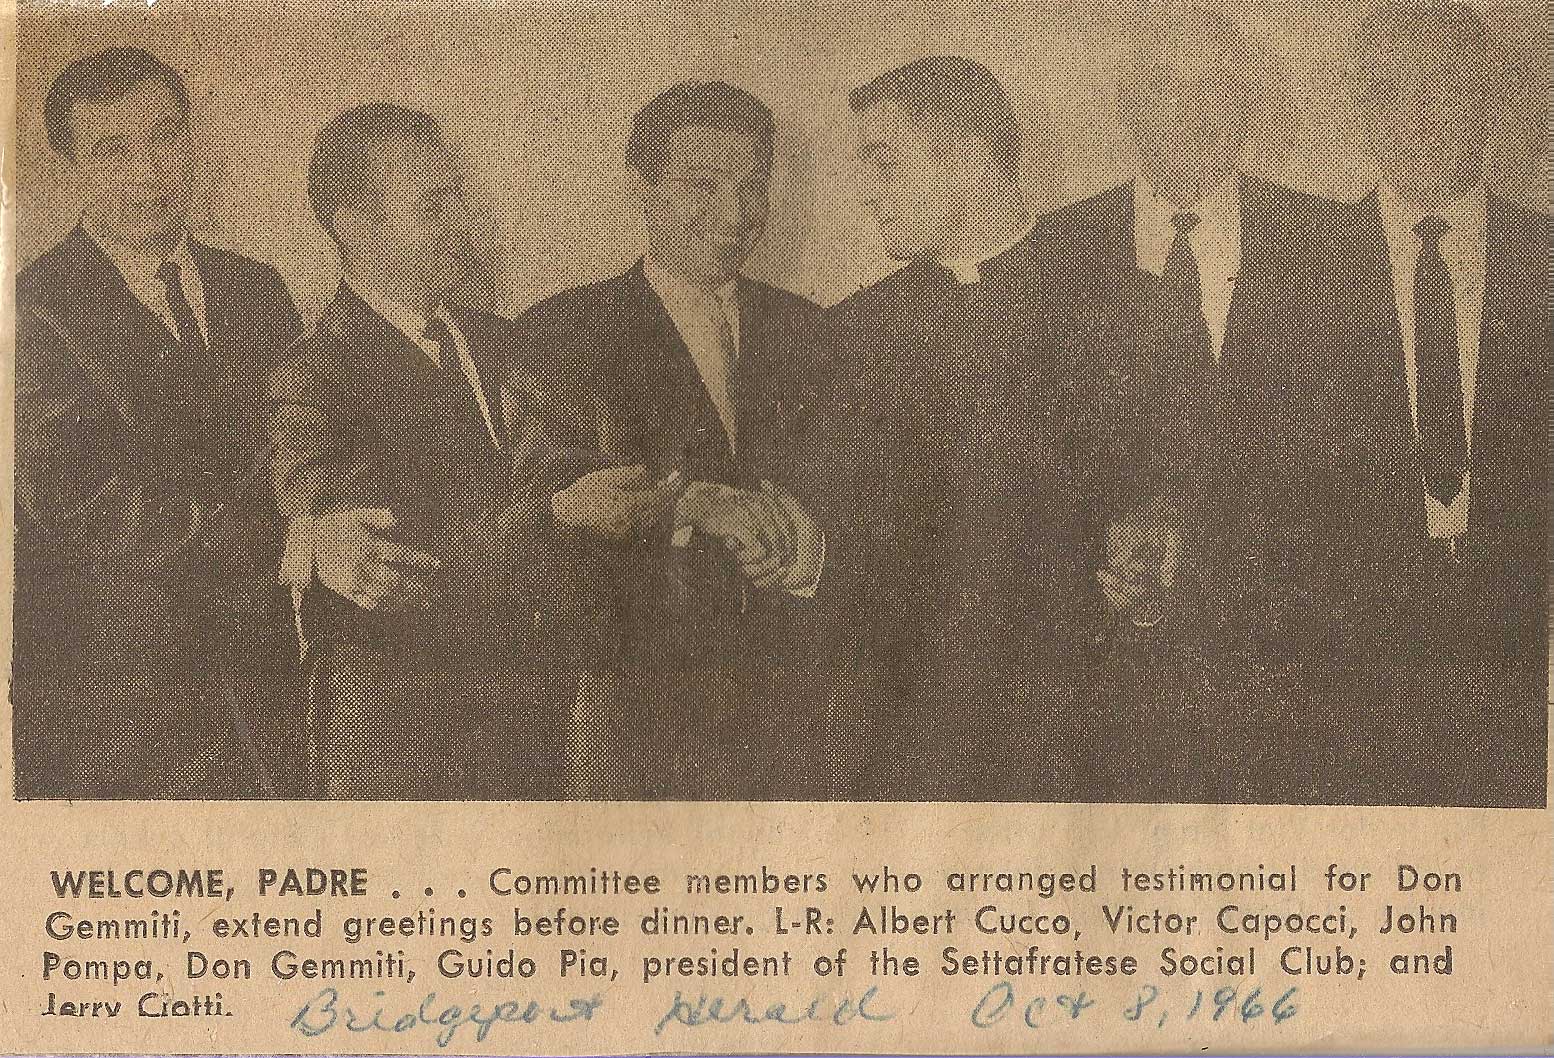 WELCOME, PADRE . . . Committee members who arranged testimonial for Don
Gemmiti, extend greetings before dinner. L-R: Albert Cucco, Victor Capocci, John
Pompa, Don Gemmiti, Guido Pia, president of the Settafratese Social Club; and
Jerry Ciotti.
Bridgeport Herald Oct 8, 1966